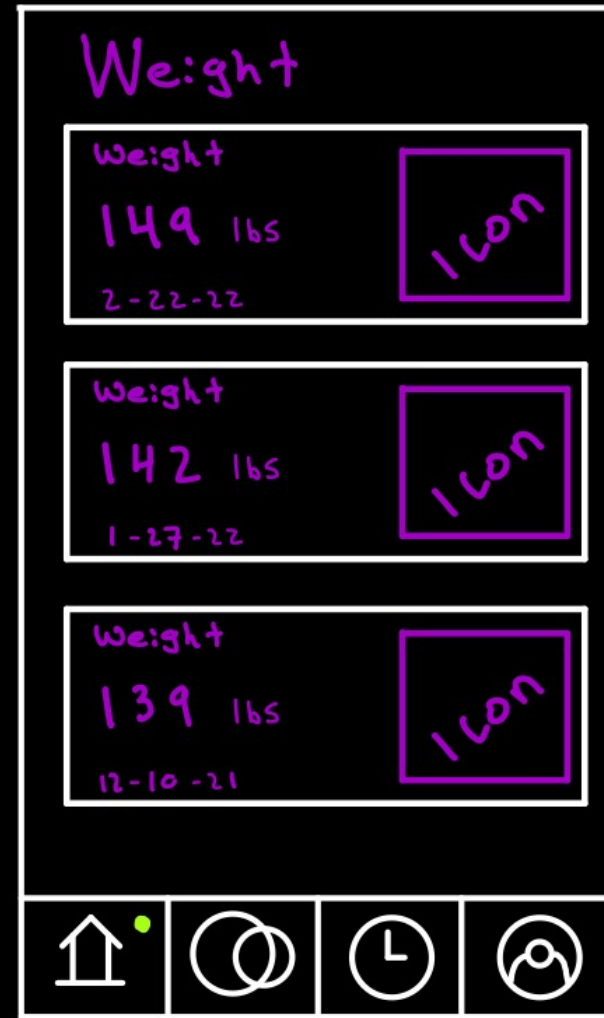 Weight
Weight
149 lbs
2-22-22
Icon
Weight
142 lbs
1-27-22
Icon
Weight
139 lbs
12-10-21
Icon